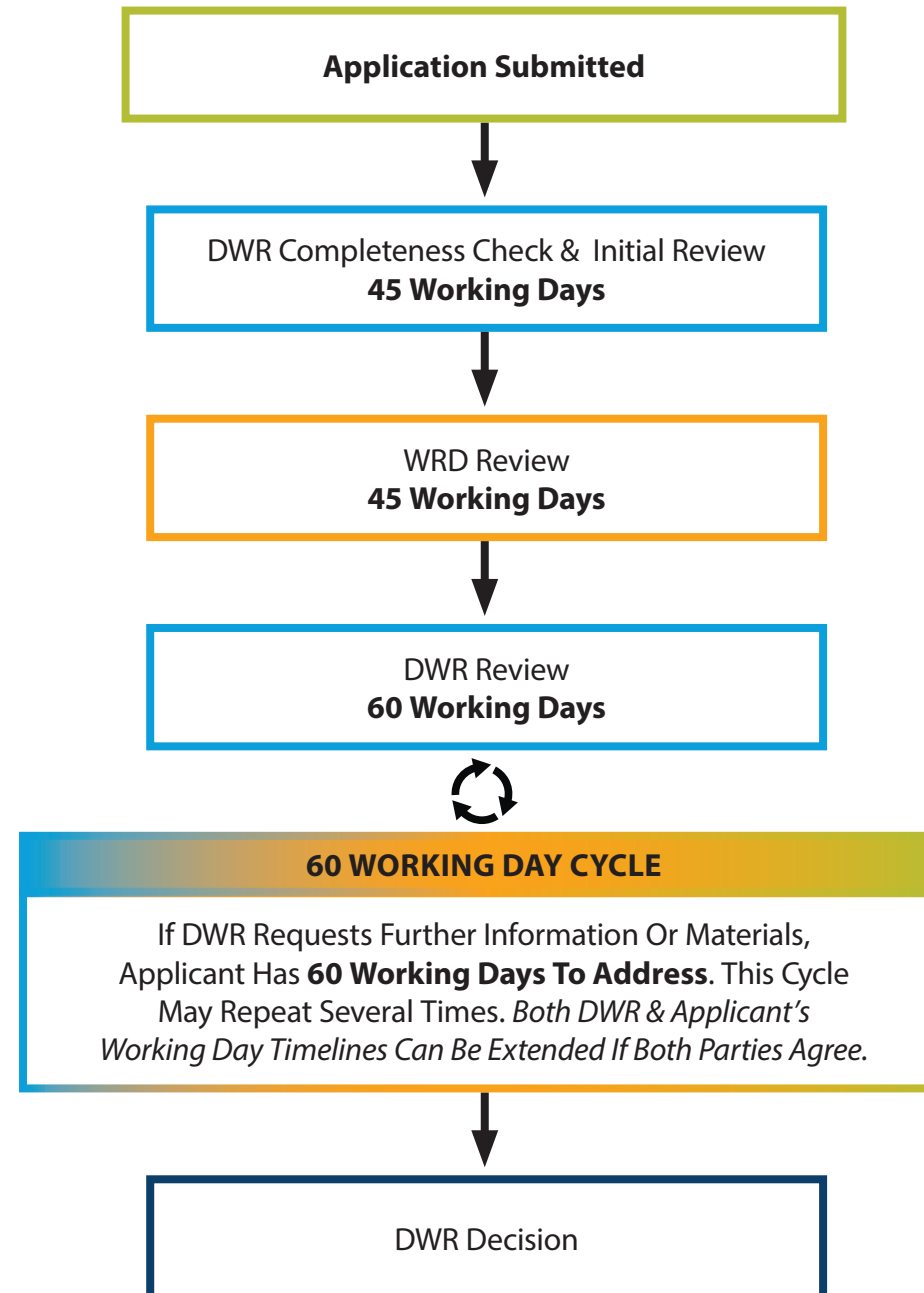 Application Submitted
DWR Completeness Check & Initial Review
45 Working Days
WRD Review
45 Working Days
DWR Review
60 Working Days
60 WORKING DAY CYCLE
If DWR Requests Further Information Or Materials,
Applicant Has 60 Working Days To Address. This Cycle
May Repeat Several Times. Both DWR & Applicant's
Working Day Timelines Can Be Extended If Both Parties Agree.
DWR Decision